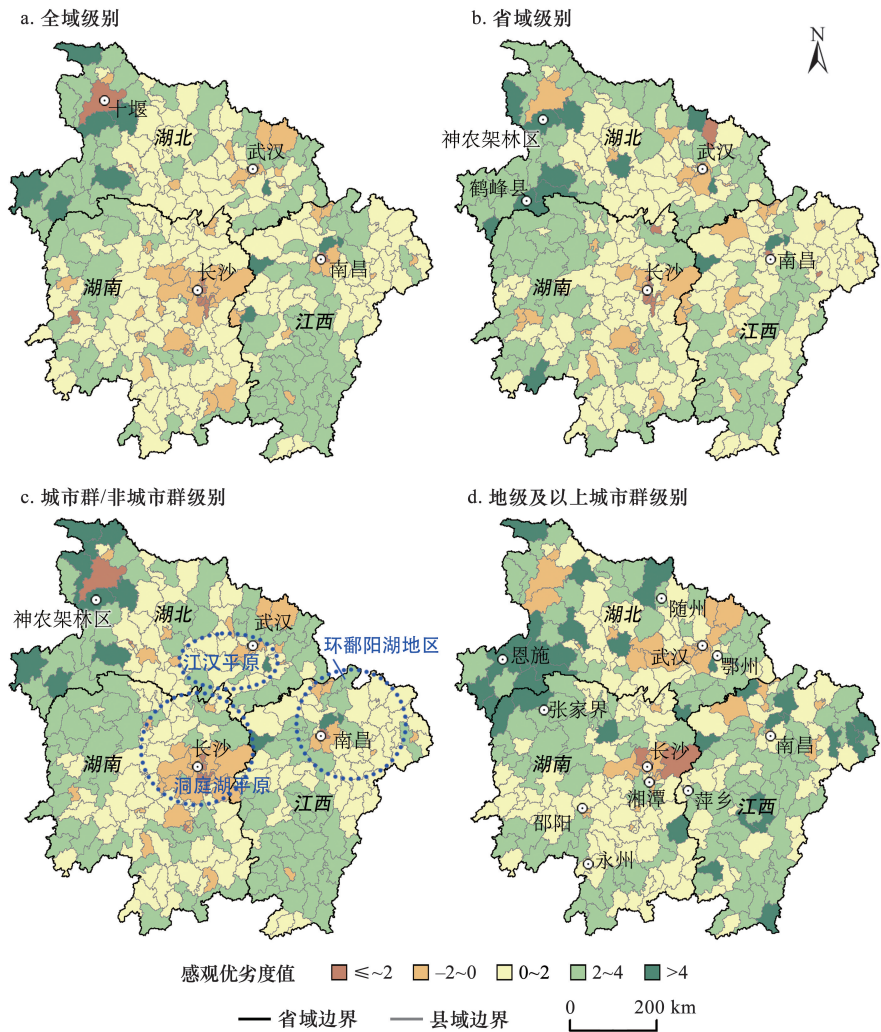 a. 全域级别
十堰
湖北
武汉
湖南
长沙
南昌
江西
b. 省域级别
N
神农架林区
湖北
武汉
鹤峰县
湖南
长沙
南昌
江西
c. 城市群/非城市群级别
神农架林区
湖北
武汉
江汉平原
环鄱阳湖地区
湖南
长沙
南昌
洞庭湖平原
江西
d. 地级及以上城市群级别
湖北
随州
恩施
武汉
鄂州
张家界
湖南
长沙
南昌
湘潭
萍乡
江西
邵阳
永州
感观优劣度值 ≤~2 –2~0 0~2 2~4 >4
省域边界 县域边界 0 200 km